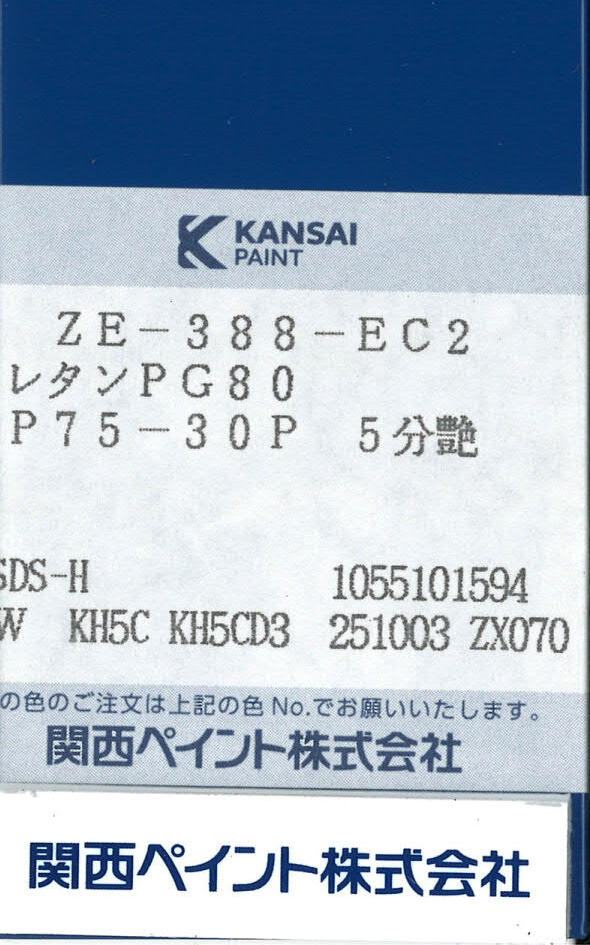 KANSAI
PAINT
ZE-388-EC2
レタンPG80
P75-30P 5分艶
SDS-H 1055101594
W KH5C KH5CD3 251003 ZX070
の色のご注文は上記の色No.でお願いいたします。
関西ペイント株式会社
関西ペイント株式会社